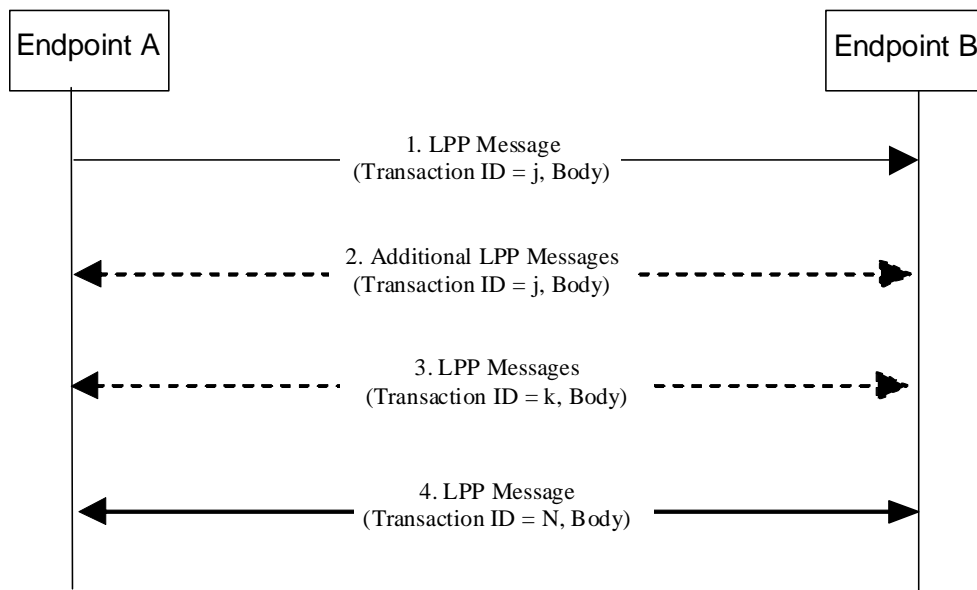 Endpoint A
Endpoint B
1. LPP Message
(Transaction ID = j, Body)
2. Additional LPP Messages
(Transaction ID = j, Body)
3. LPP Messages
(Transaction ID = k, Body)
4. LPP Message
(Transaction ID = N, Body)